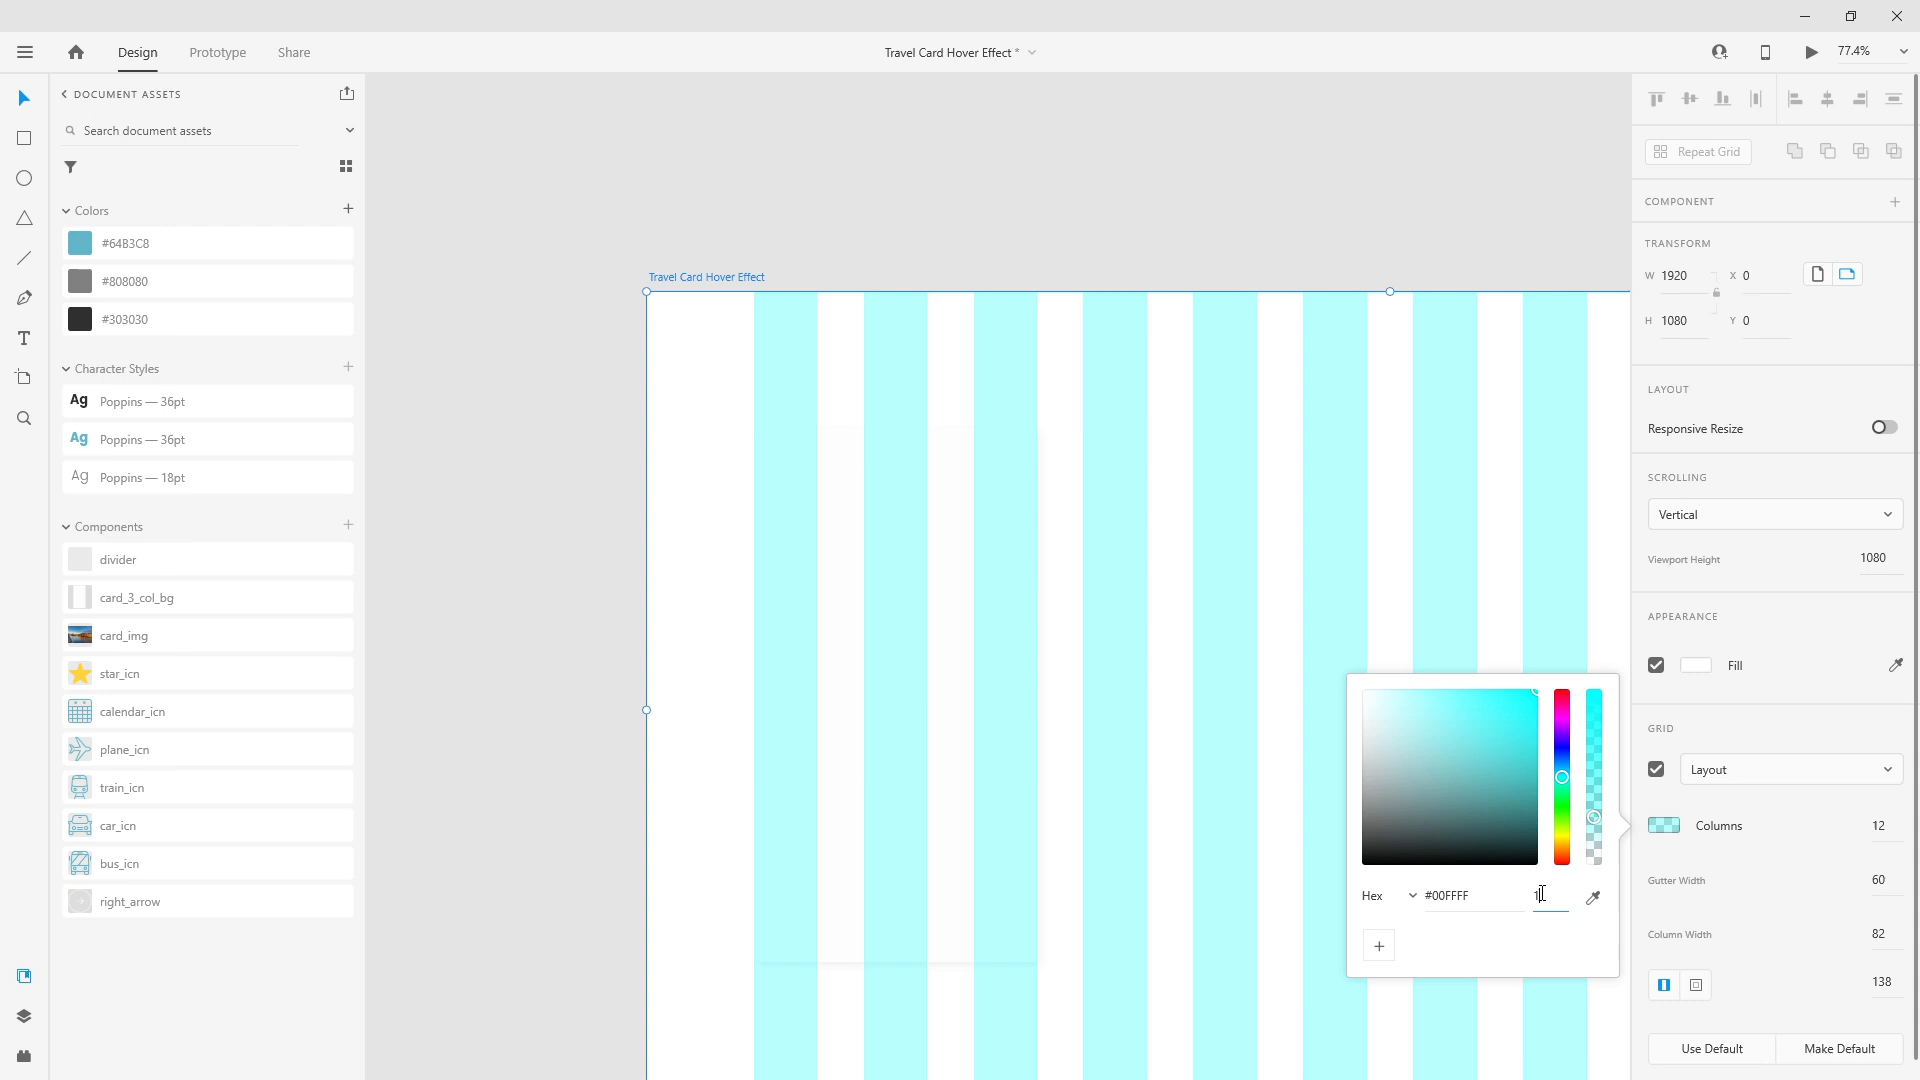 Design
Prototype
Share
Travel Card Hover Effect *
77.4%
DOCUMENT ASSETS
Search document assets
Colors
#64B3C8
#808080
#303030
Character Styles
Ag Poppins — 36pt
Ag Poppins — 36pt
Ag Poppins — 18pt
Components
divider
card_3_col_bg
card_img
star_icn
calendar_icn
plane_icn
train_icn
car_icn
bus_icn
right_arrow
Travel Card Hover Effect
Hex
#00FFFF
1
Repeat Grid
COMPONENT
TRANSFORM
W 1920 X 0
H 1080 Y 0
LAYOUT
Responsive Resize
SCROLLING
Vertical
Viewport Height 1080
APPEARANCE
Fill
GRID
Layout
Columns 12
Gutter Width 60
Column Width 82
138
Use Default
Make Default